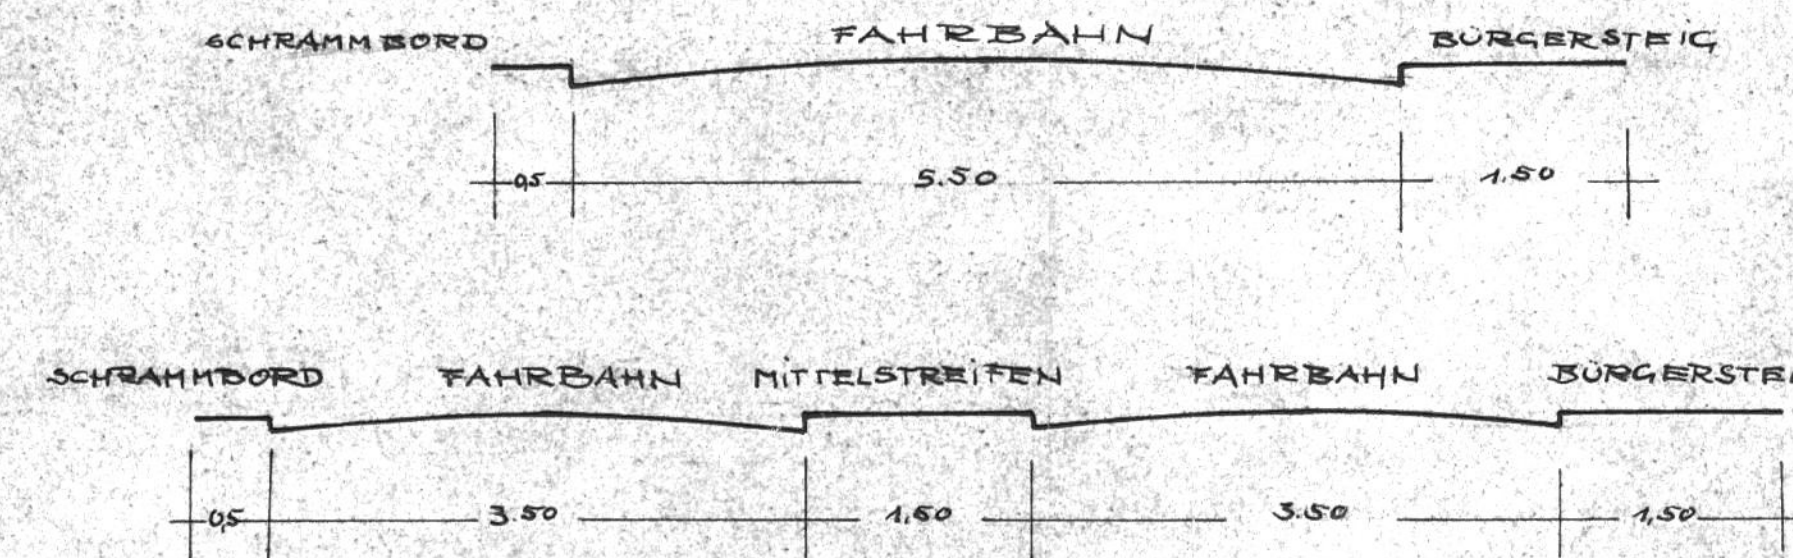 SCHRAMMBORD FAHRBAHN BÜRGERSTEIG
0,5 5.50 1.50
SCHRAMMBORD FAHRBAHN MITTELSTREIFEN FAHRBAHN BÜRGERSTEI
0,5 3.50 1,50 3.50 1,50